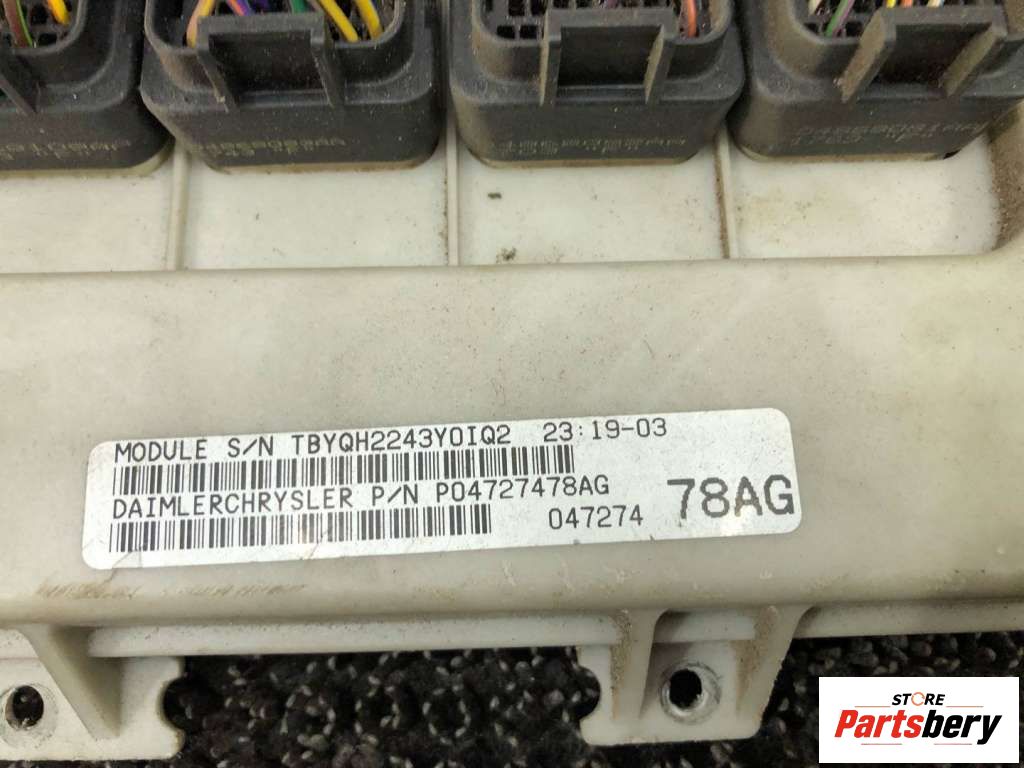 MODULE S/N TBYQH2243Y0IQ2 23:19-03
DAIMLERCHRYSLER P/N P04727478AG
047274 78AG
STORE
Partsbery